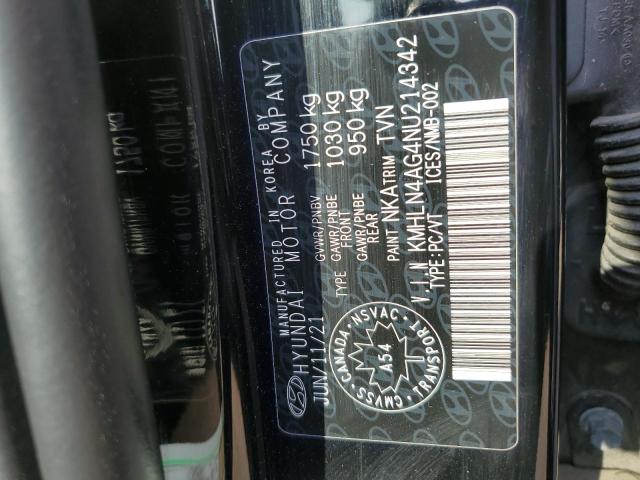 MANUFACTURED IN KOREA BY
HYUNDAI MOTOR COMPANY
JUN/11/21
GVWR/PNBV 1750 kg
TYPE GAWR/PNBE FRONT 1030 kg
GAWR/PNBE REAR 950 kg
PAINT NKA TRIM TVN
V I N KMHLN4AG4NU214342
TYPE:PC/VT ICES/NMB-002
CANADA NSVAC
A54
CMVSS TRANSPORT